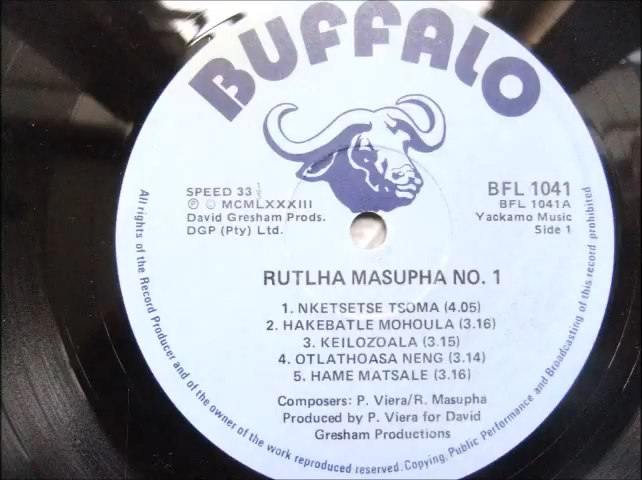 BUFFALO
SPEED 33 1/3
Ⓟ © MCMLXXXIII
David Gresham Prods.
DGP (Pty) Ltd.
BFL 1041
BFL 1041A
Yackamo Music
Side 1
RUTLHA MASUPHA NO. 1
1. NKETSETSE TSOMA (4.05)
2. HAKEBATLE MOHOULA (3.16)
3. KEILOZOALA (3.15)
4. OTLATHOASA NENG (3.14)
5. HAME MATSALE (3.16)
Composers: P. Viera/R. Masupha
Produced by P. Viera for David
Gresham Productions
All rights of the Record Producer and of the owner of the work reproduced reserved. Copying, Public Performance and Broadcasting of this record prohibited